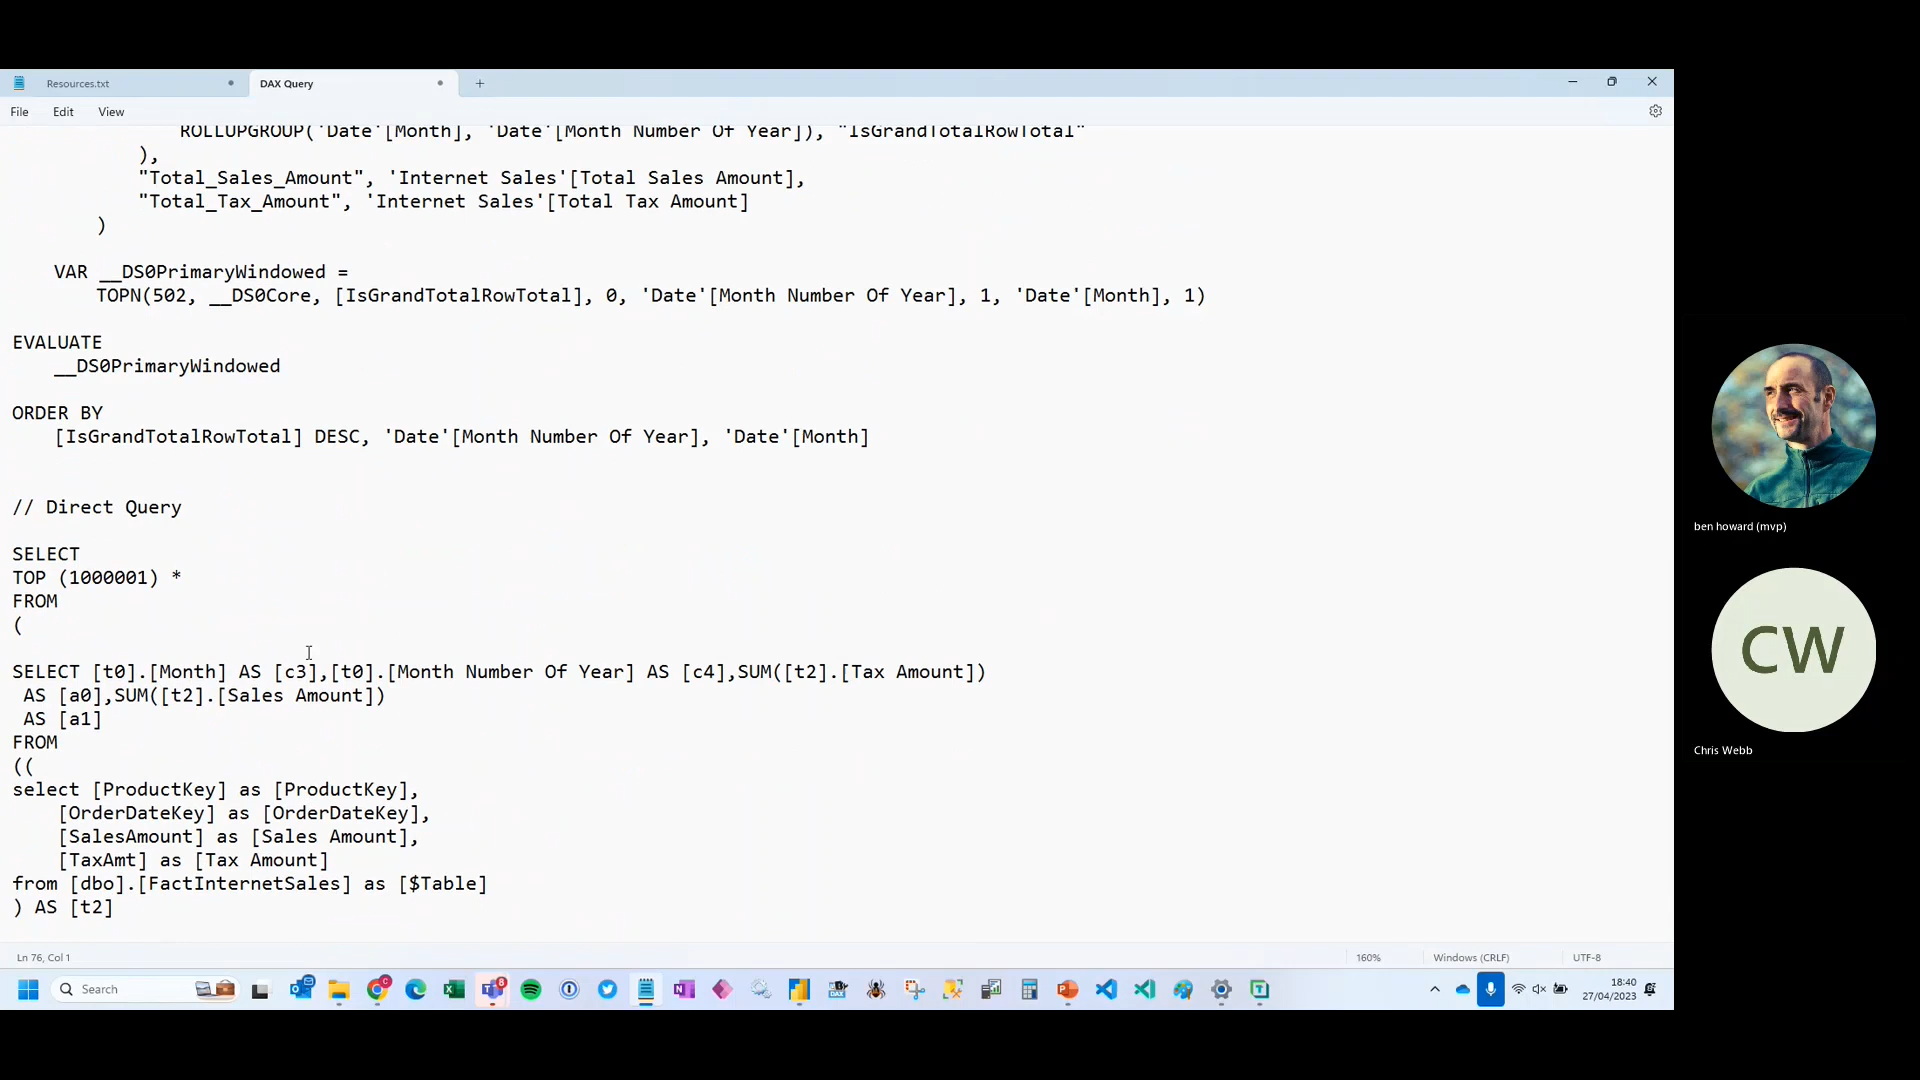 Resources.txt
DAX Query
File Edit View
ROLLUPGROUP('Date'[Month], 'Date'[Month Number Of Year]), "IsGrandTotalRowTotal"
),
"Total_Sales_Amount", 'Internet Sales'[Total Sales Amount],
"Total_Tax_Amount", 'Internet Sales'[Total Tax Amount]
)
VAR __DS0PrimaryWindowed =
TOPN(502, __DS0Core, [IsGrandTotalRowTotal], 0, 'Date'[Month Number Of Year], 1, 'Date'[Month], 1)
EVALUATE
__DS0PrimaryWindowed
ORDER BY
[IsGrandTotalRowTotal] DESC, 'Date'[Month Number Of Year], 'Date'[Month]
// Direct Query
SELECT
TOP (1000001) *
FROM
(
SELECT [t0].[Month] AS [c3],[t0].[Month Number Of Year] AS [c4],SUM([t2].[Tax Amount])
AS [a0],SUM([t2].[Sales Amount])
AS [a1]
FROM
((
select [ProductKey] as [ProductKey],
[OrderDateKey] as [OrderDateKey],
[SalesAmount] as [Sales Amount],
[TaxAmt] as [Tax Amount]
from [dbo].[FactInternetSales] as [$Table]
) AS [t2]
Ln 76, Col 1
160%
Windows (CRLF)
UTF-8
Search
18:40
27/04/2023
ben howard (mvp)
CW
Chris Webb